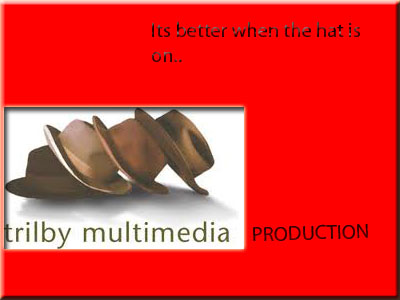 Its better when the hat is
on..
trilby multimedia
PRODUCTION